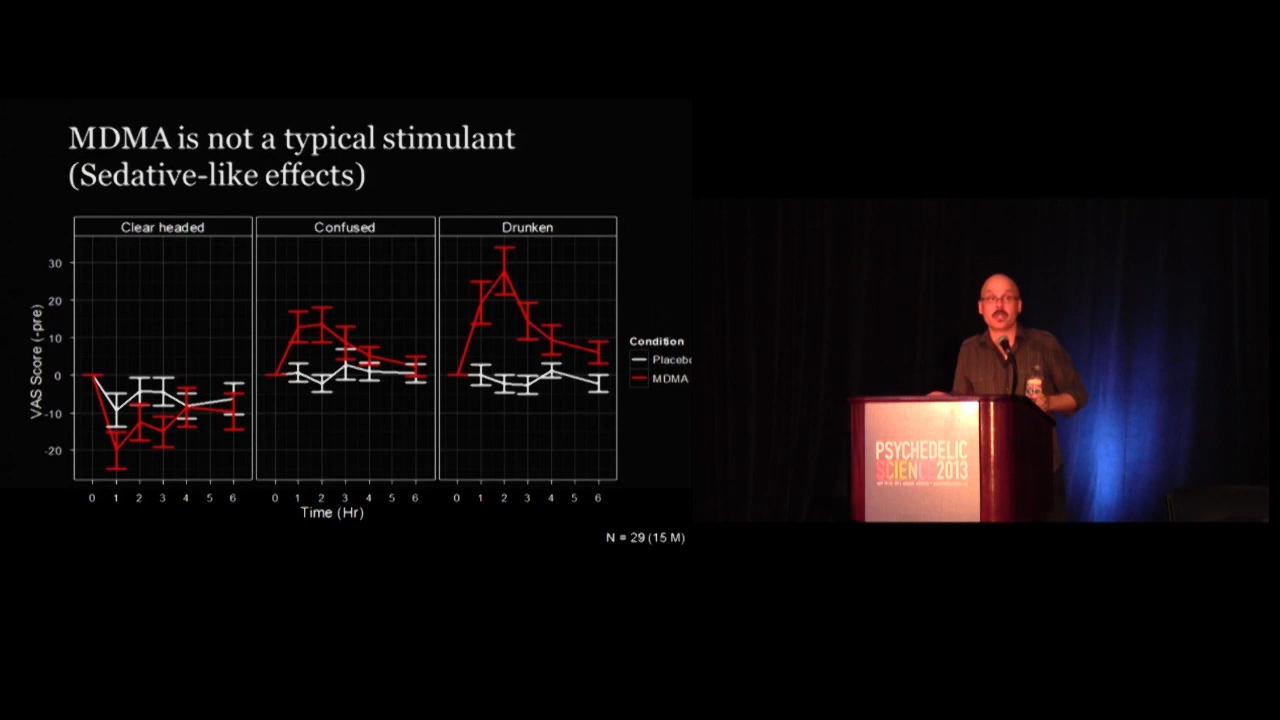 MDMA is not a typical stimulant
(Sedative-like effects)
Clear headed
Confused
Drunken
VAS Score (-pre)
30
20
10
0
-10
-20
0 1 2 3 4 5 6
0 1 2 3 4 5 6
0 1 2 3 4 5 6
Time (Hr)
Condition
Placebo
MDMA
N = 29 (15 M)
PSYCHEDELIC
SCIENCE 2013